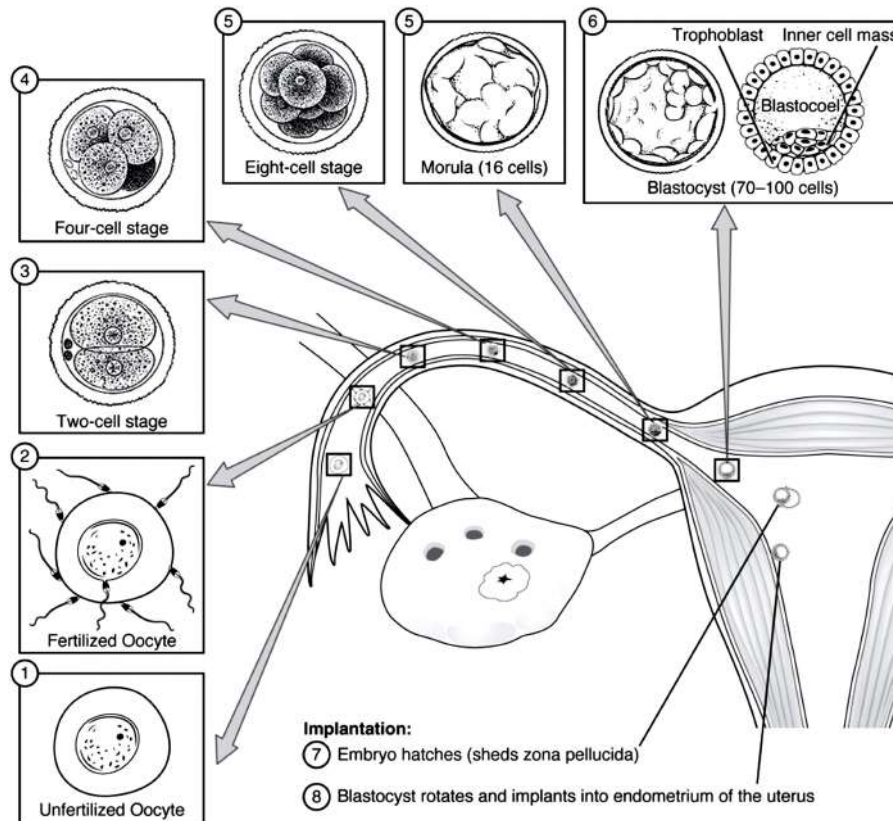 5
Eight-cell stage
5
Morula (16 cells)
6
Trophoblast Inner cell mass
Blastocoel
Blastocyst (70–100 cells)
4
Four-cell stage
3
Two-cell stage
2
Fertilized Oocyte
1
Unfertilized Oocyte
Implantation:
7 Embryo hatches (sheds zona pellucida)
8 Blastocyst rotates and implants into endometrium of the uterus